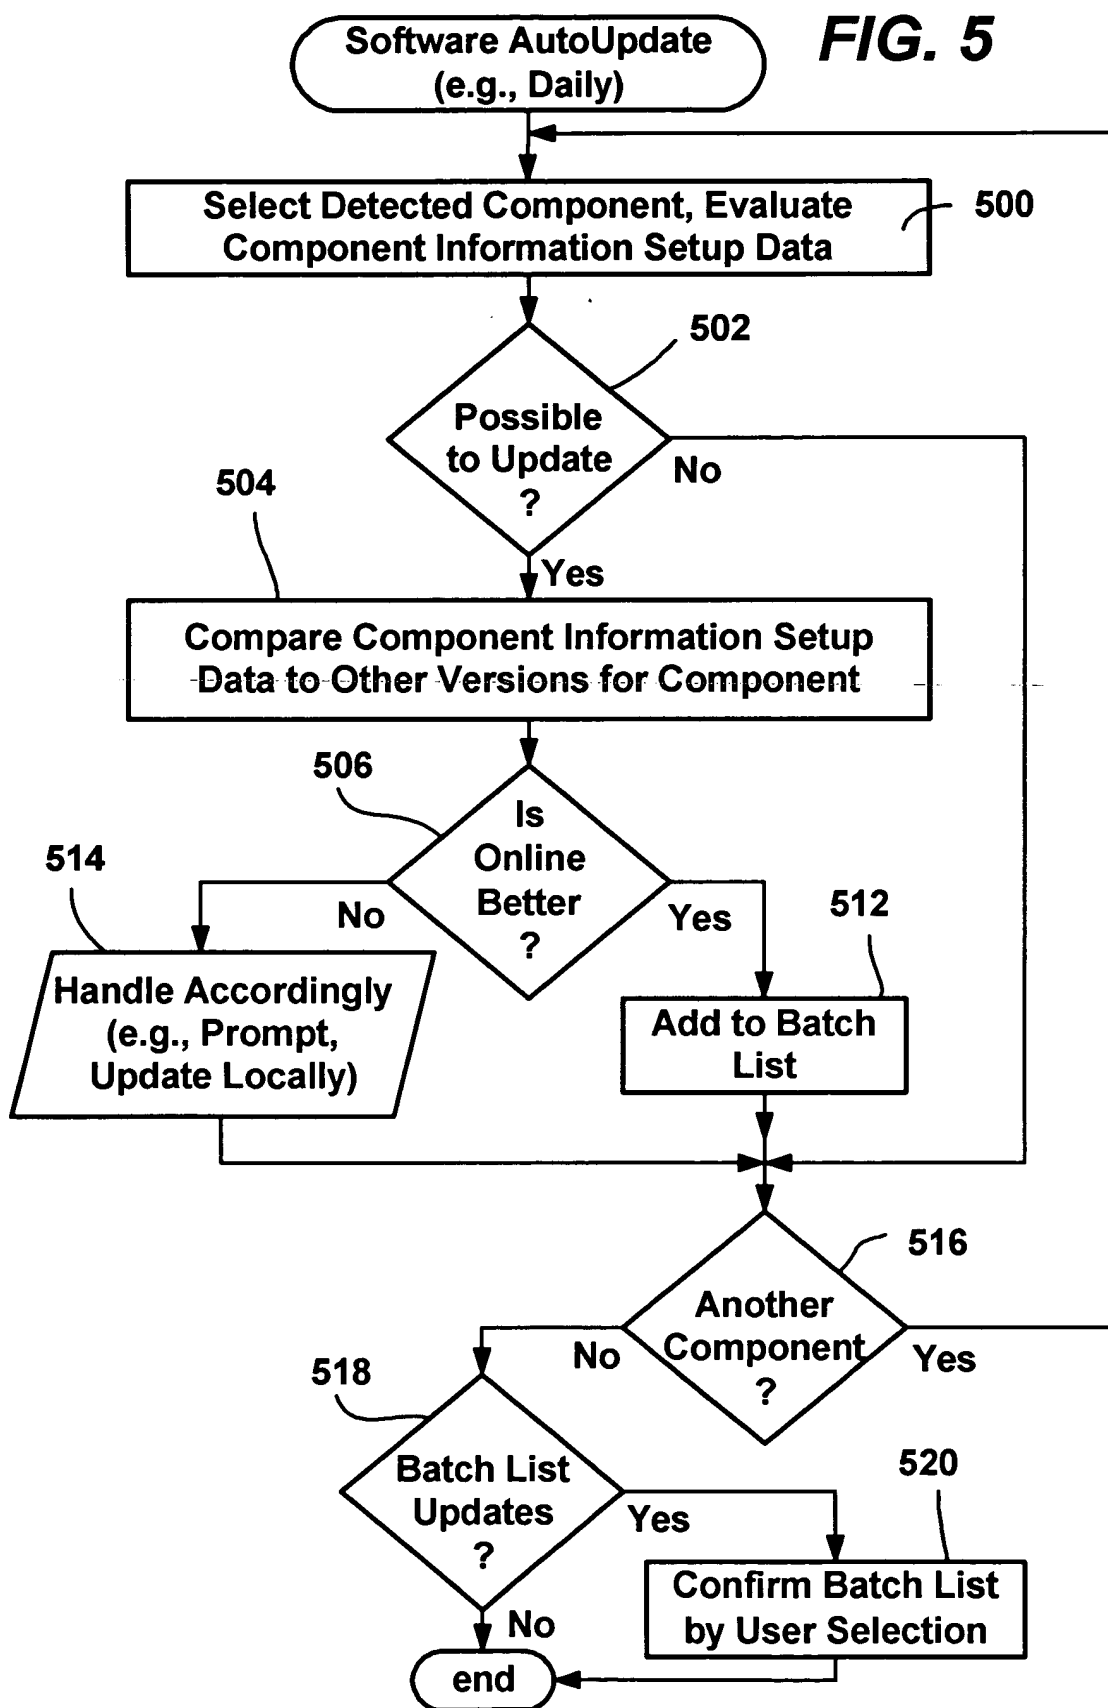 Software AutoUpdate
(e.g., Daily)
FIG. 5
Select Detected Component, Evaluate
Component Information Setup Data
500
502
Possible
to Update
?
No
504
Yes
Compare Component Information Setup
Data to Other Versions for Component
506
Is
Online
Better
?
514
No
Yes
512
Handle Accordingly
(e.g., Prompt,
Update Locally)
Add to Batch
List
516
Another
Component
?
No
Yes
518
Batch List
Updates
?
Yes
520
Confirm Batch List
by User Selection
No
end